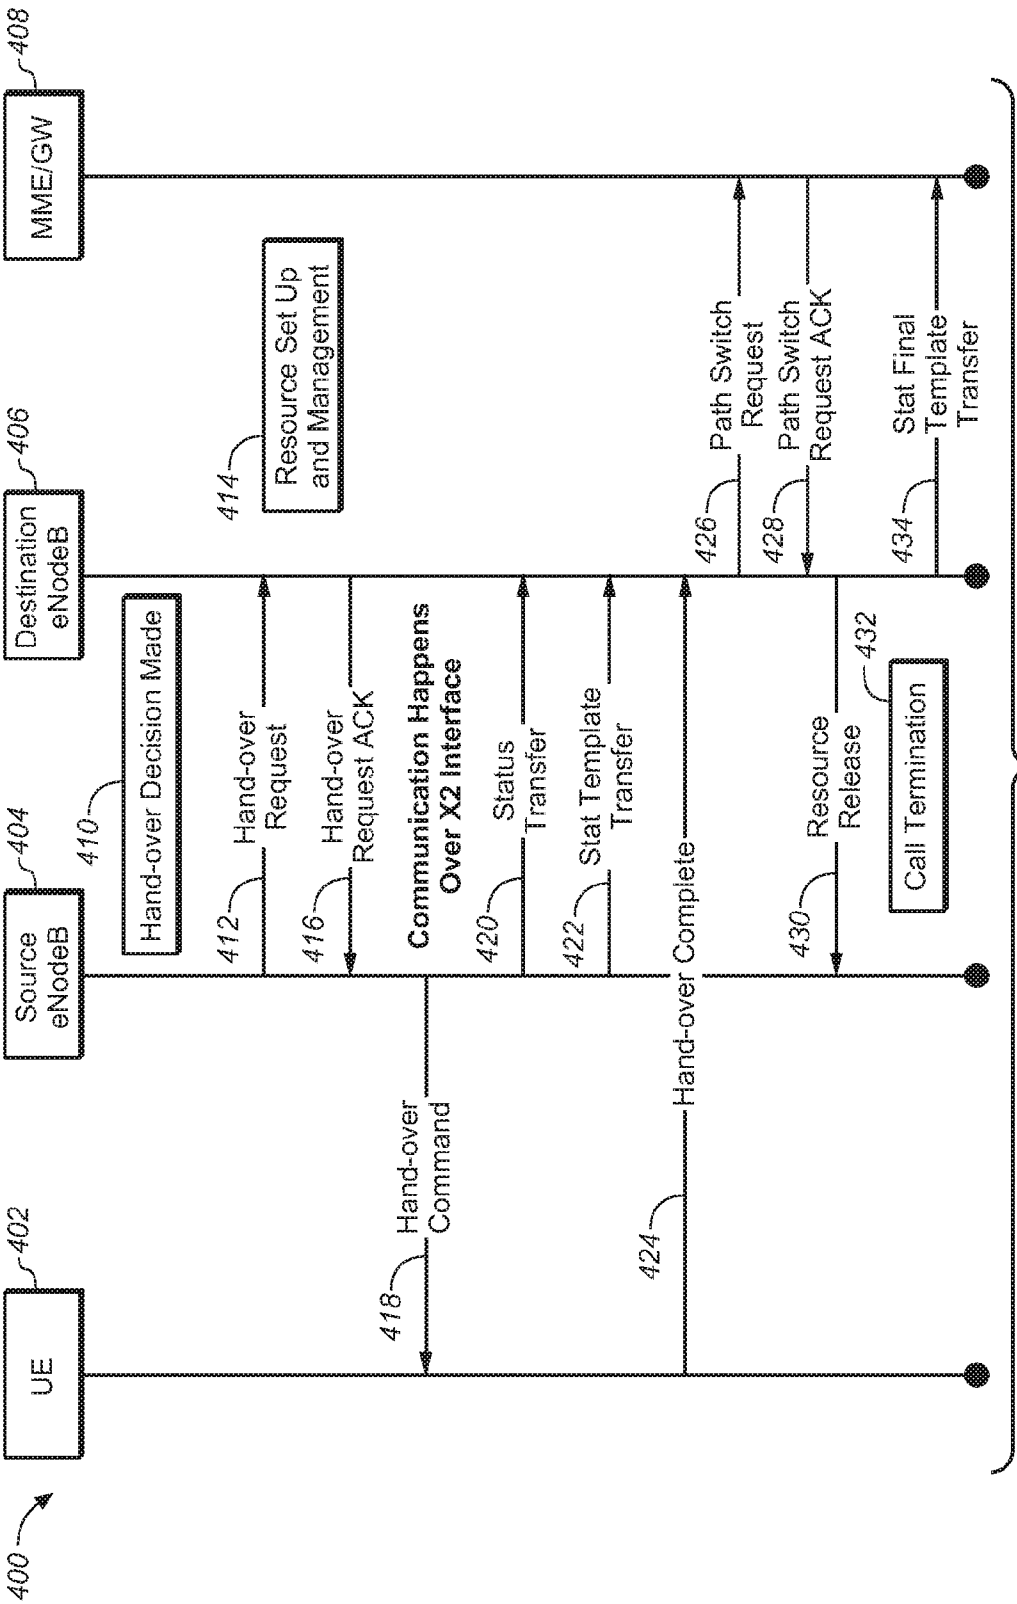 400
UE
402
Source
eNodeB
404
Destination
eNodeB
406
MME/GW
408
410
Hand-over Decision Made
412
Hand-over
Request
414
Resource Set Up
and Management
416
Hand-over
Request ACK
418
Hand-over
Command
Communication Happens
Over X2 Interface
420
Status
Transfer
422
Stat Template
Transfer
424
Hand-over Complete
426
Path Switch
Request
428
Path Switch
Request ACK
430
Resource
Release
432
Call Termination
434
Stat Final
Template
Transfer